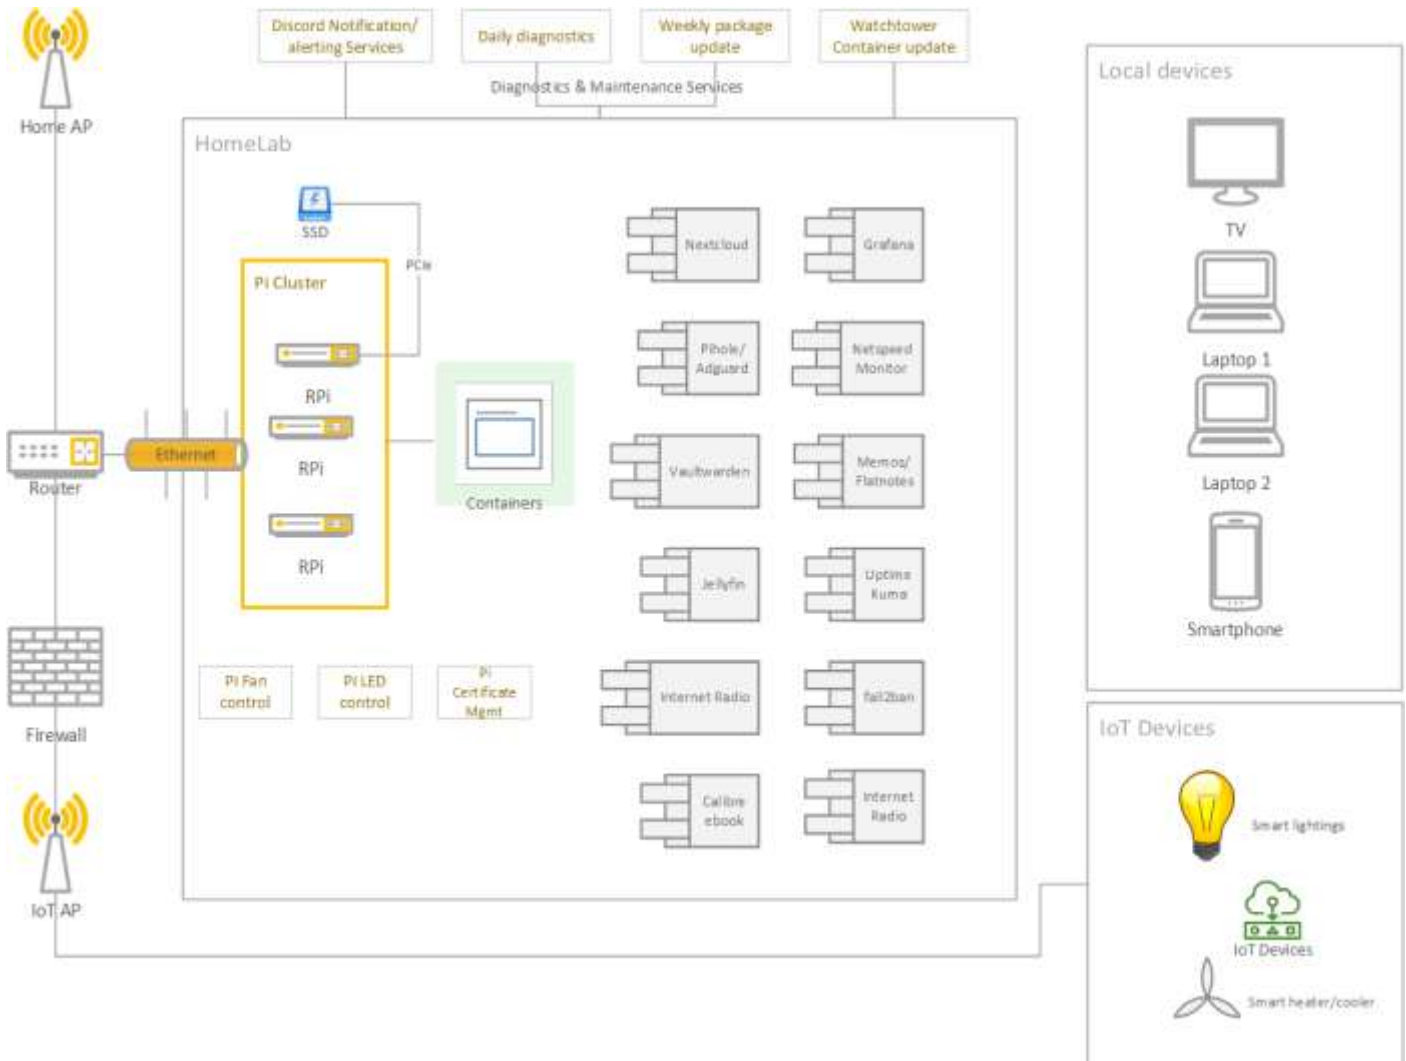 Discord Notification/
alerting Services
Daily diagnostics
Weekly package
update
Watchtower
Container update
Diagnostics & Maintenance Services
Home AP
HomeLab
SSD
PCIe
Pi Cluster
RPi
RPi
RPi
Ethernet
Router
Containers
Firewall
IoT AP
Pi Fan
control
Pi LED
control
Pi
Certificate
Mgmt
Nextcloud
Grafana
Pihole/
Adguard
Netspeed
Monitor
Vaultwarden
Memos/
Flatnotes
Jellyfin
Uptime
Kuma
Internet Radio
fail2ban
Calibre
ebook
Internet
Radio
Local devices
TV
Laptop 1
Laptop 2
Smartphone
IoT Devices
Smart lightings
IoT Devices
Smart heater/cooler